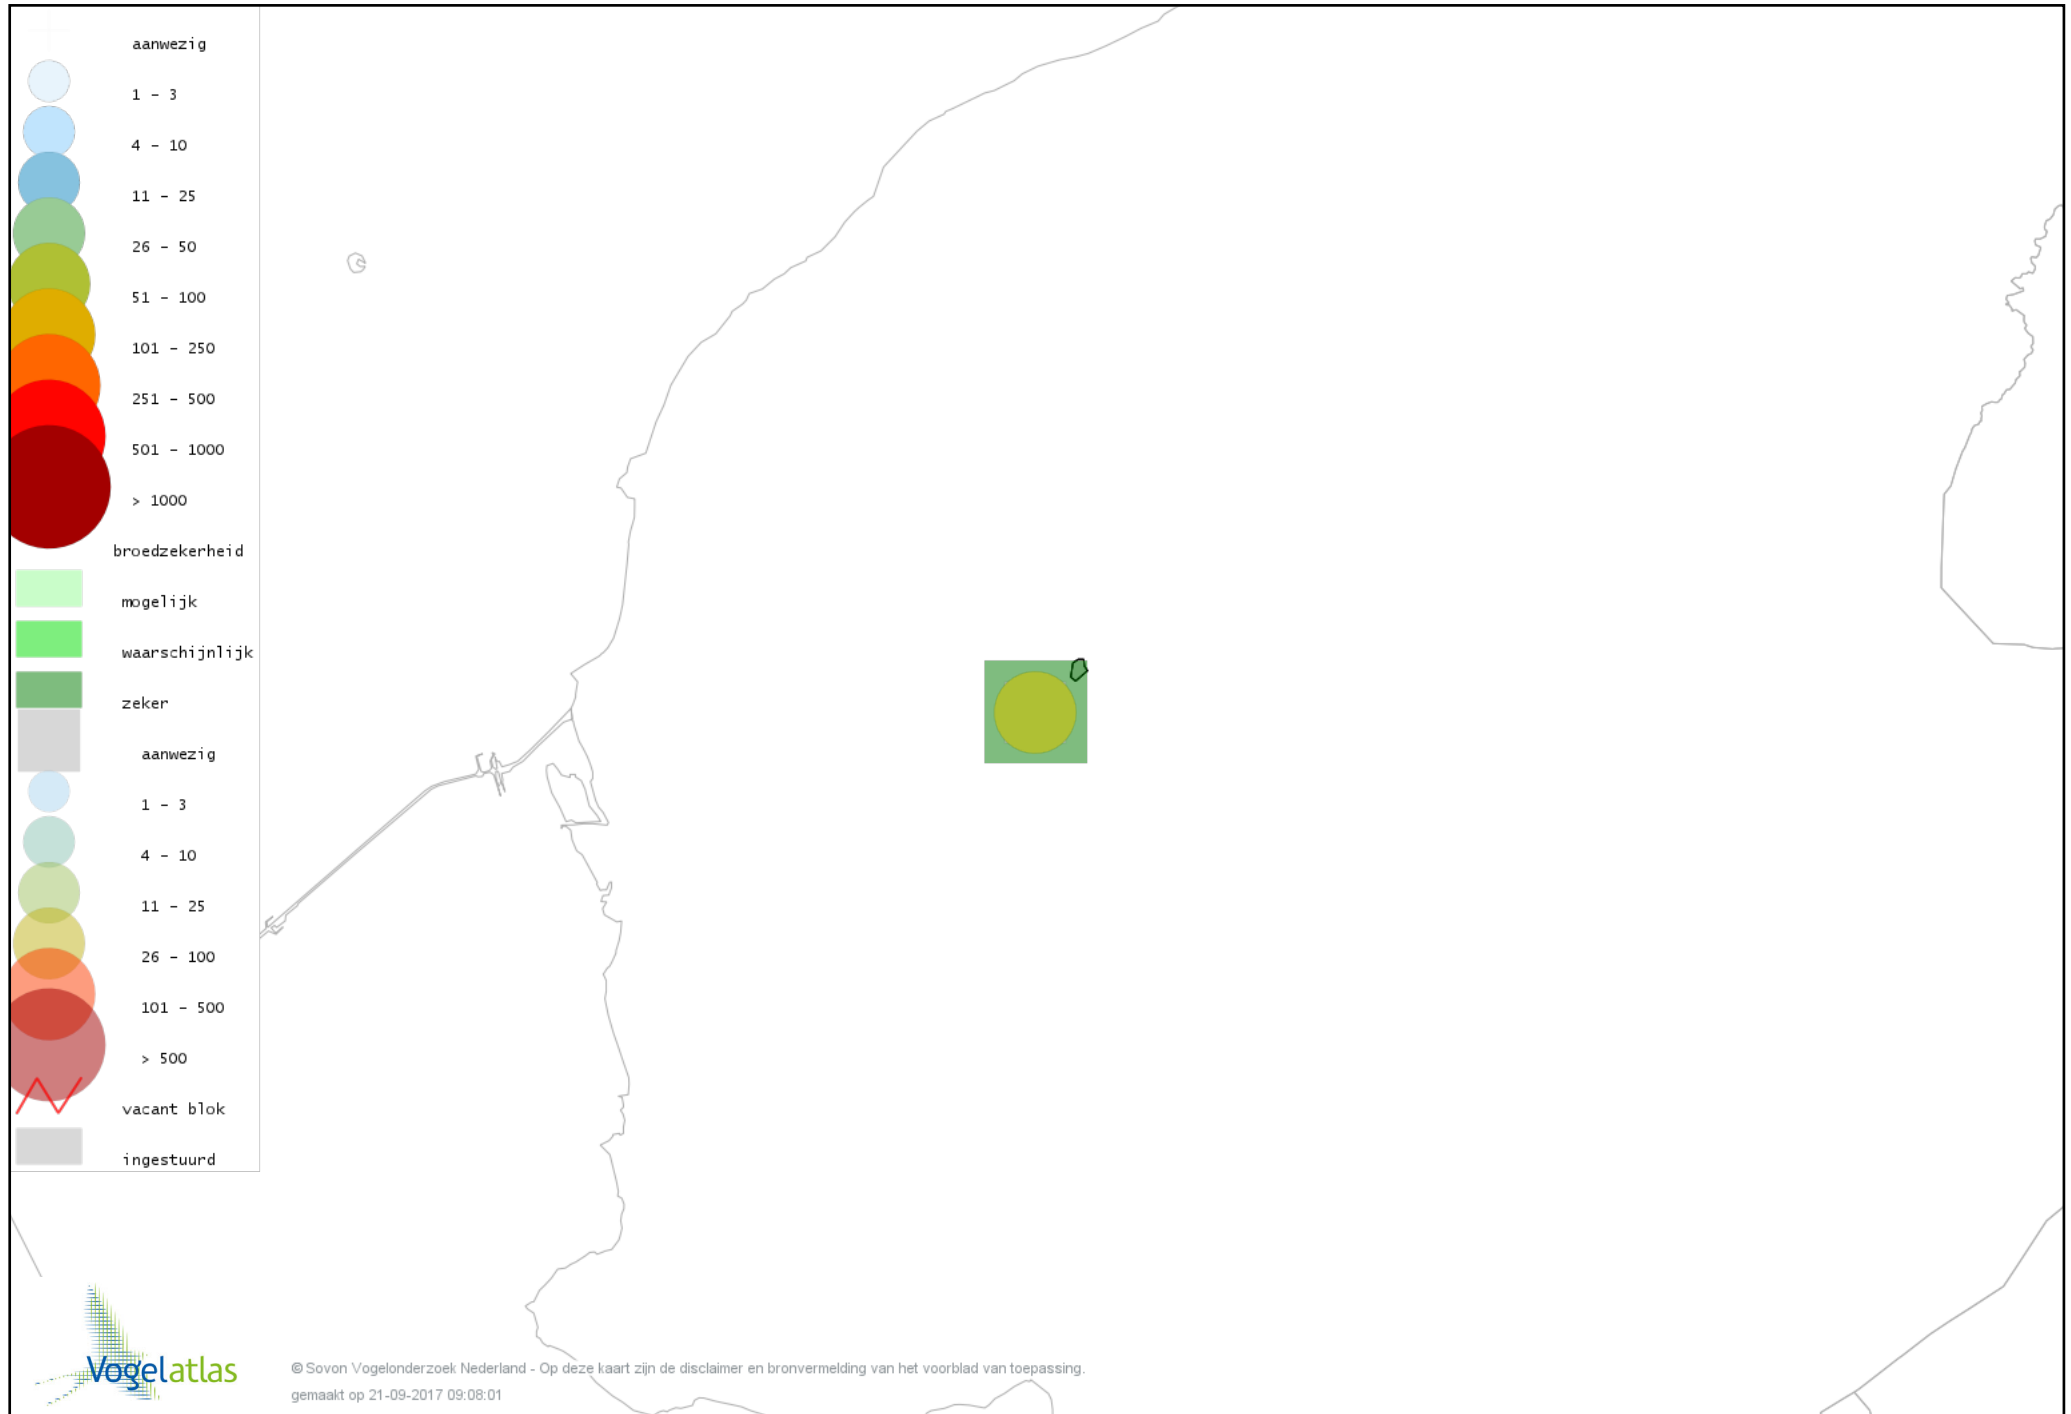 aanwezig
1 - 3
4 - 10
11 - 25
26 - 50
51 - 100
101 - 250
251 - 500
501 - 1000
> 1000
broedzekerheid
mogelijk
waarschijnlijk
zeker
aanwezig
1 - 3
4 - 10
11 - 25
26 - 100
101 - 500
> 500
vacant blok
ingestuurd
Vogelatlas
© Sovon Vogelonderzoek Nederland - Op deze kaart zijn de disclaimer en bronvermelding van het voorblad van toepassing.
gemaakt op 21-09-2017 09:08:01